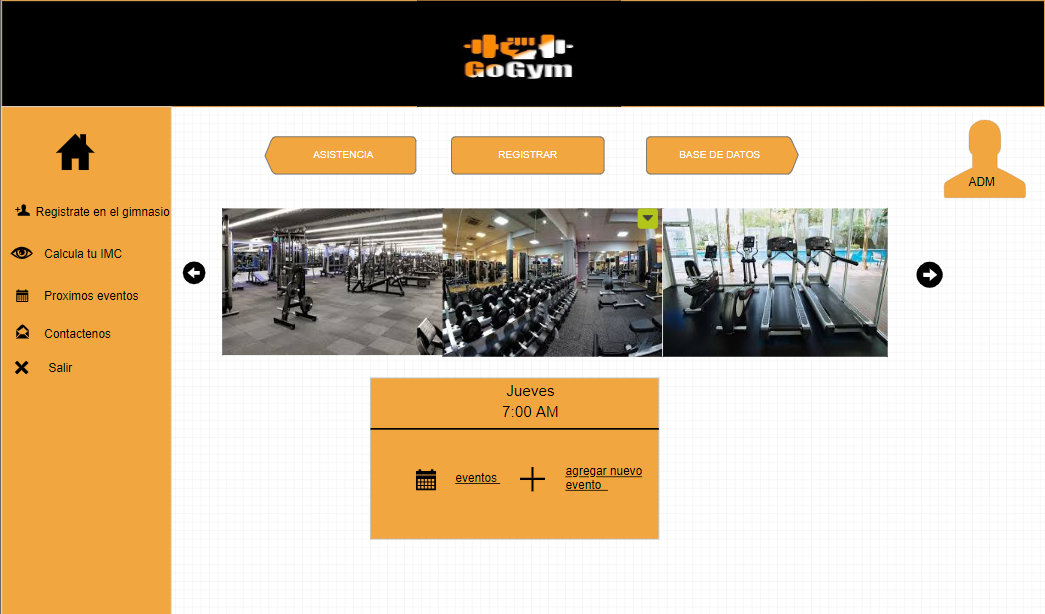 GoGym
ASISTENCIA
REGISTRAR
BASE DE DATOS
ADM
Registrate en el gimnasio
Calcula tu IMC
Proximos eventos
Contactenos
Salir
Jueves
7:00 AM
eventos
agregar nuevo
evento